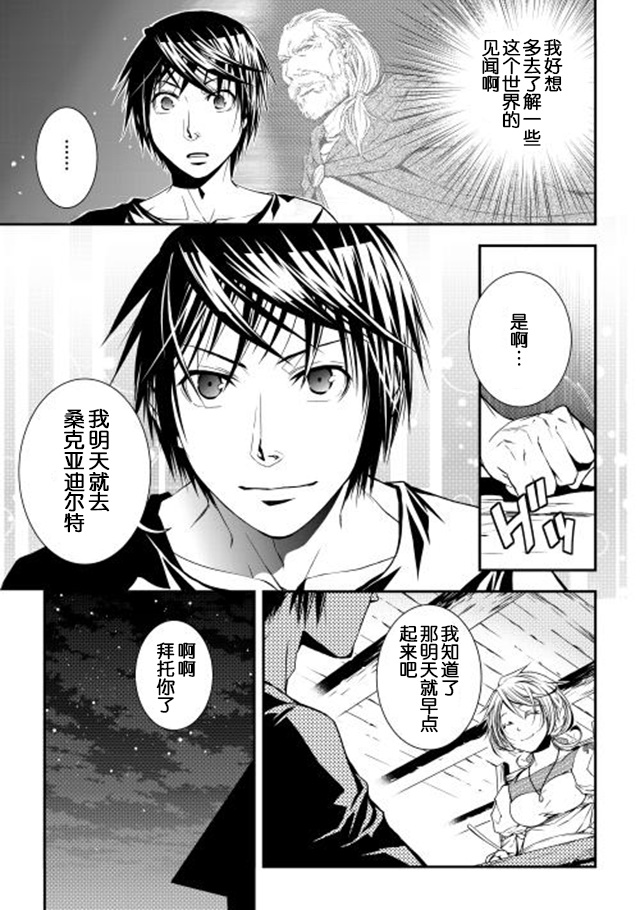 我好想
多去了解一些
这个世界的
见闻啊
……
是啊…
グッ
我明天就去
桑克亚迪尔特
我知道了
那明天就早点
起来吧
啊啊
拜托你了